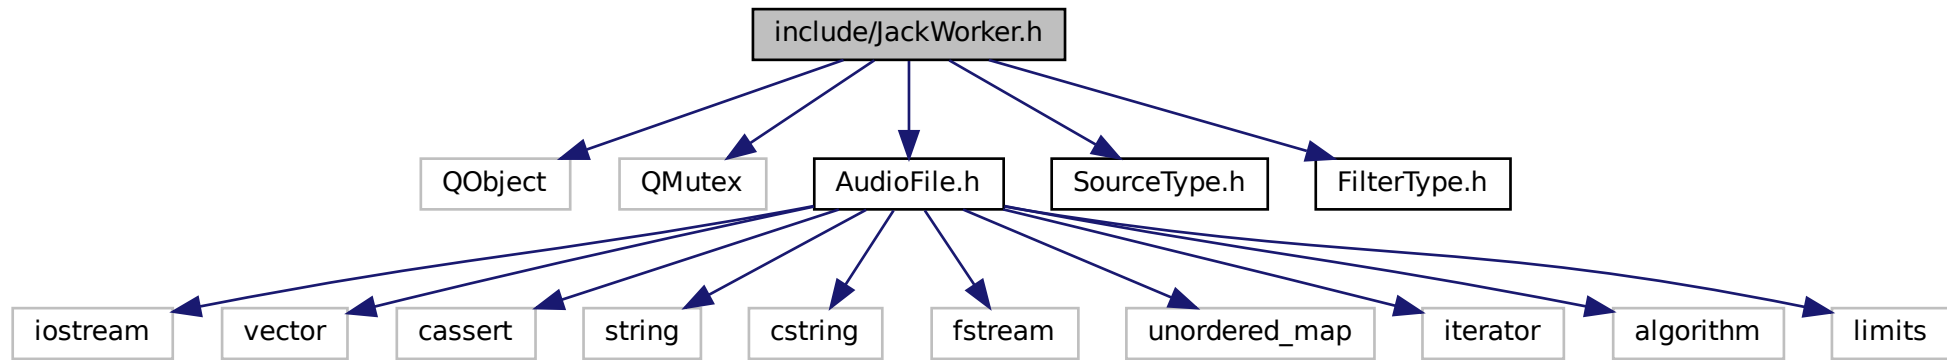 include/JackWorker.h
QObject
QMutex
AudioFile.h
SourceType.h
FilterType.h
iostream
vector
cassert
string
cstring
fstream
unordered_map
iterator
algorithm
limits